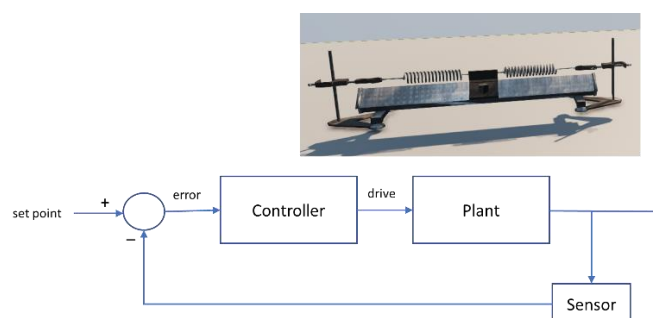 set point
+
−
error
Controller
drive
Plant
Sensor